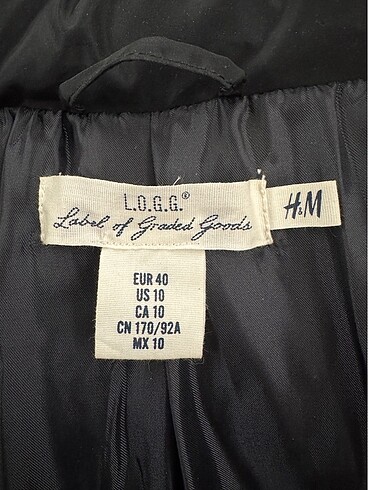 L.O.G.G.®
Label of Graded Goods
H&M
EUR 40
US 10
CA 10
CN 170/92A
MX 10